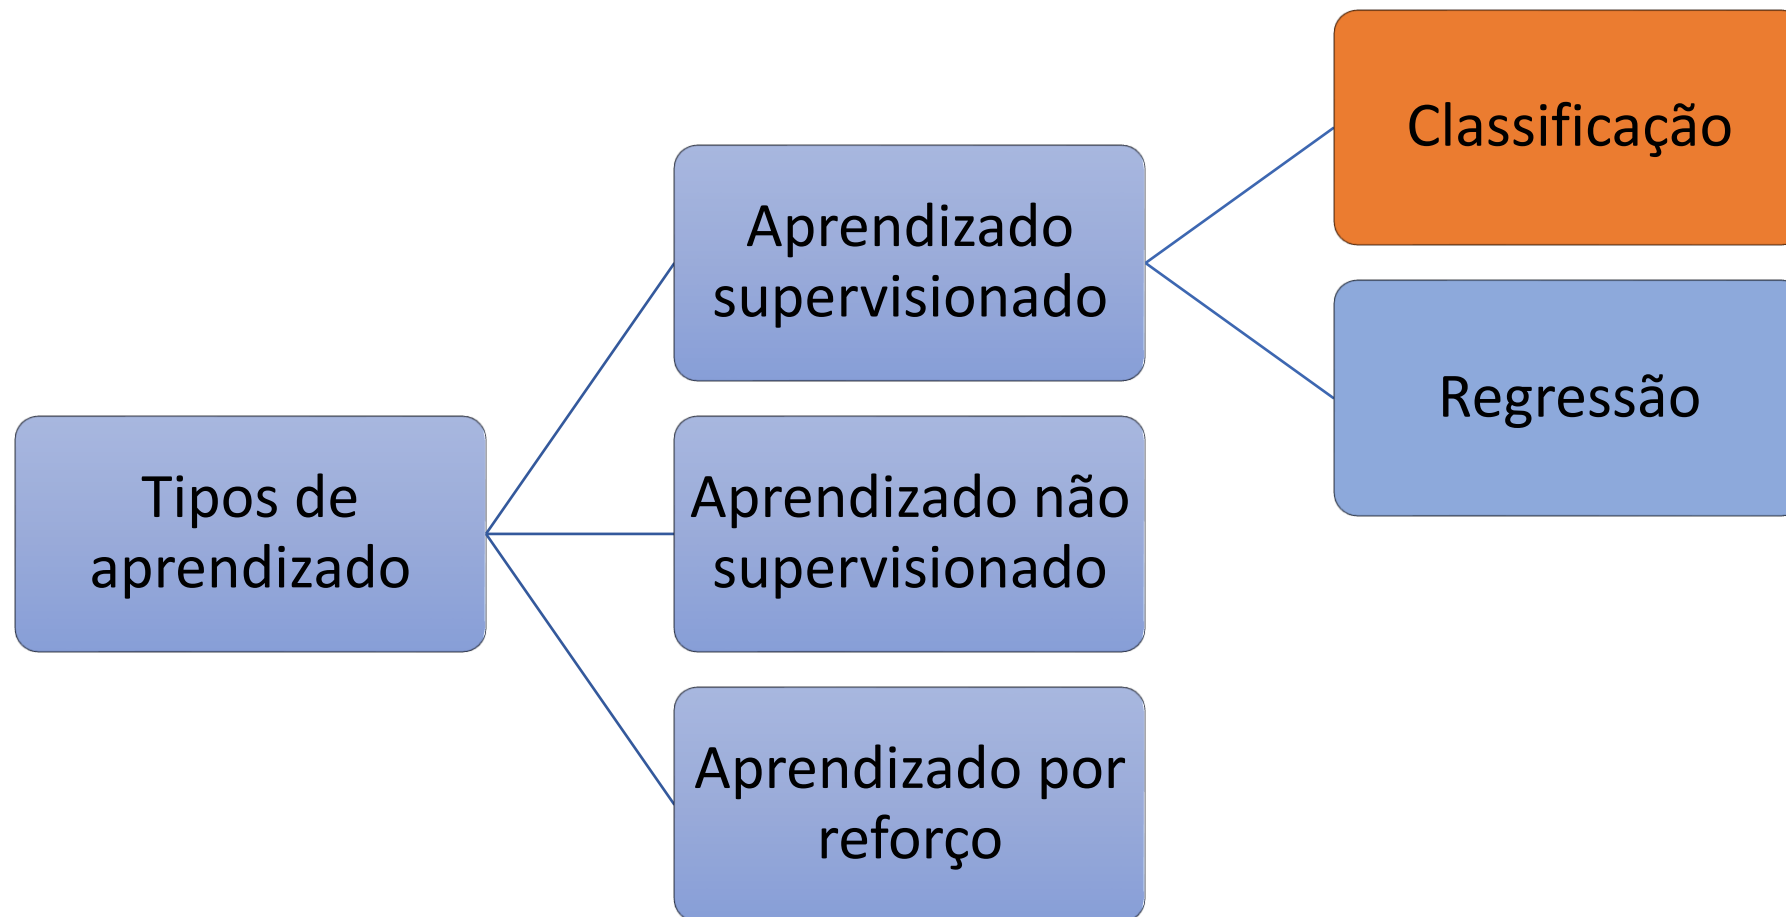 Classificação
Aprendizado
supervisionado
Regressão
Tipos de
aprendizado
Aprendizado não
supervisionado
Aprendizado por
reforço